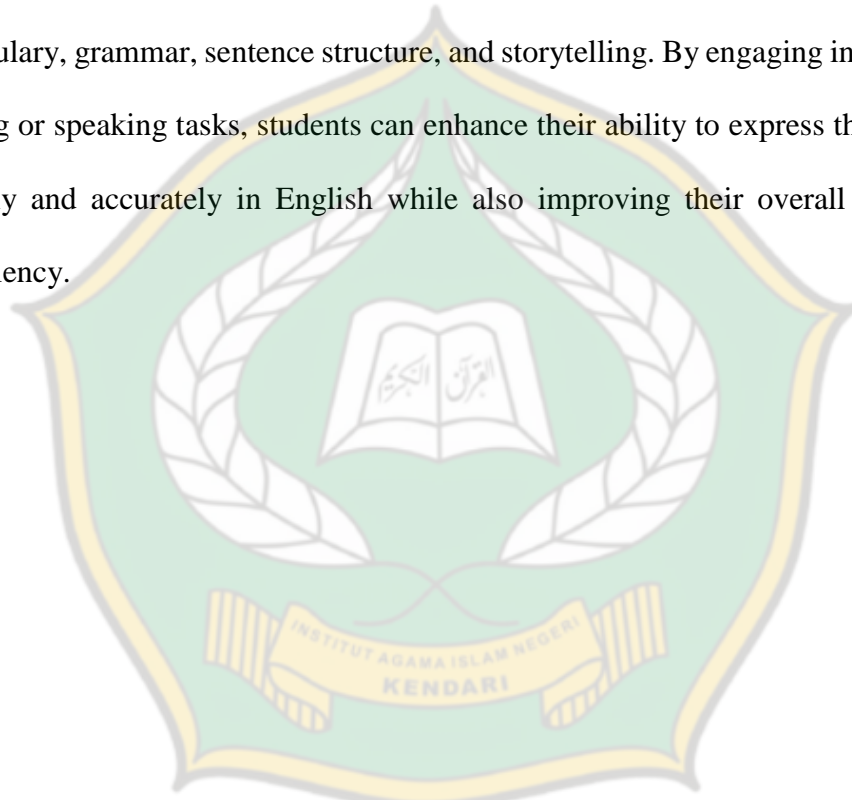 ulary, grammar, sentence structure, and storytelling. By engaging in
g or speaking tasks, students can enhance their ability to express th
y and accurately in English while also improving their overall
iency.
القرآن الكريم
INSTITUT AGAMA ISLAM NEGERI
KENDARI